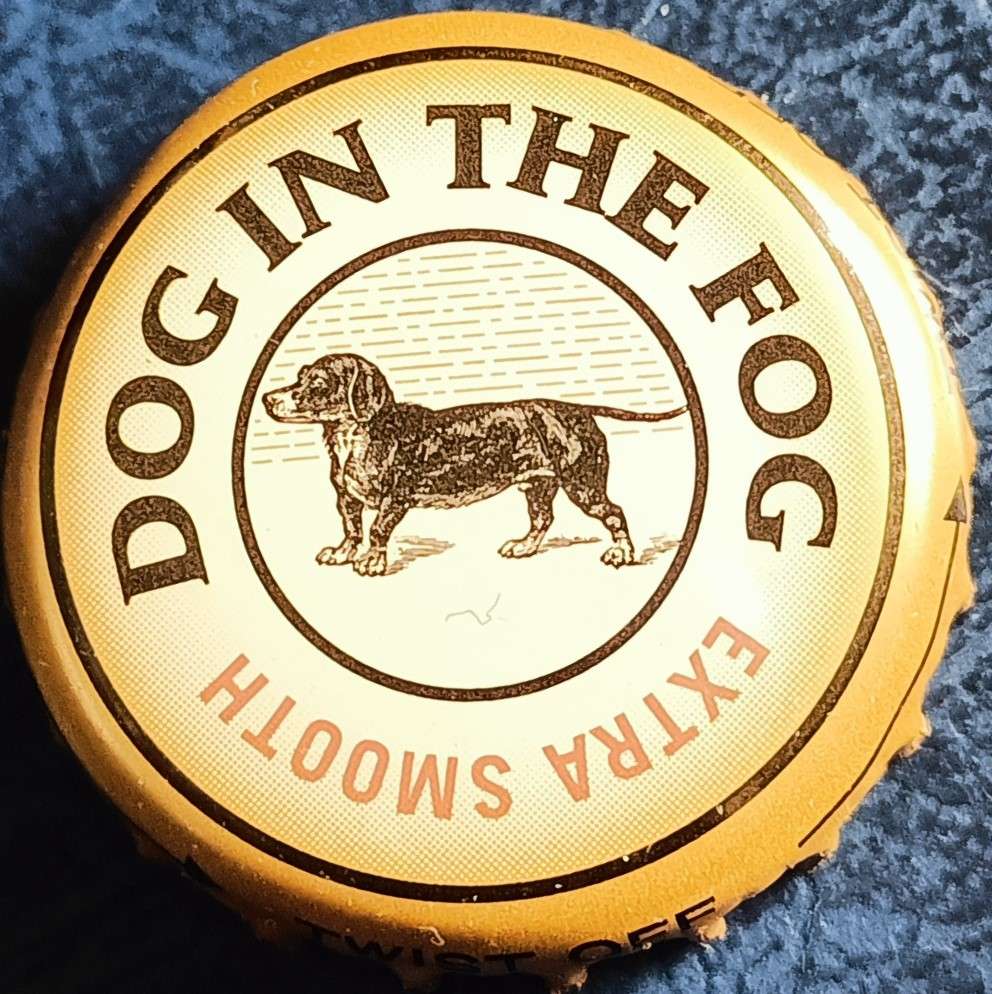 DOG IN THE FOG
EXTRA SMOOTH
TWIST OFF